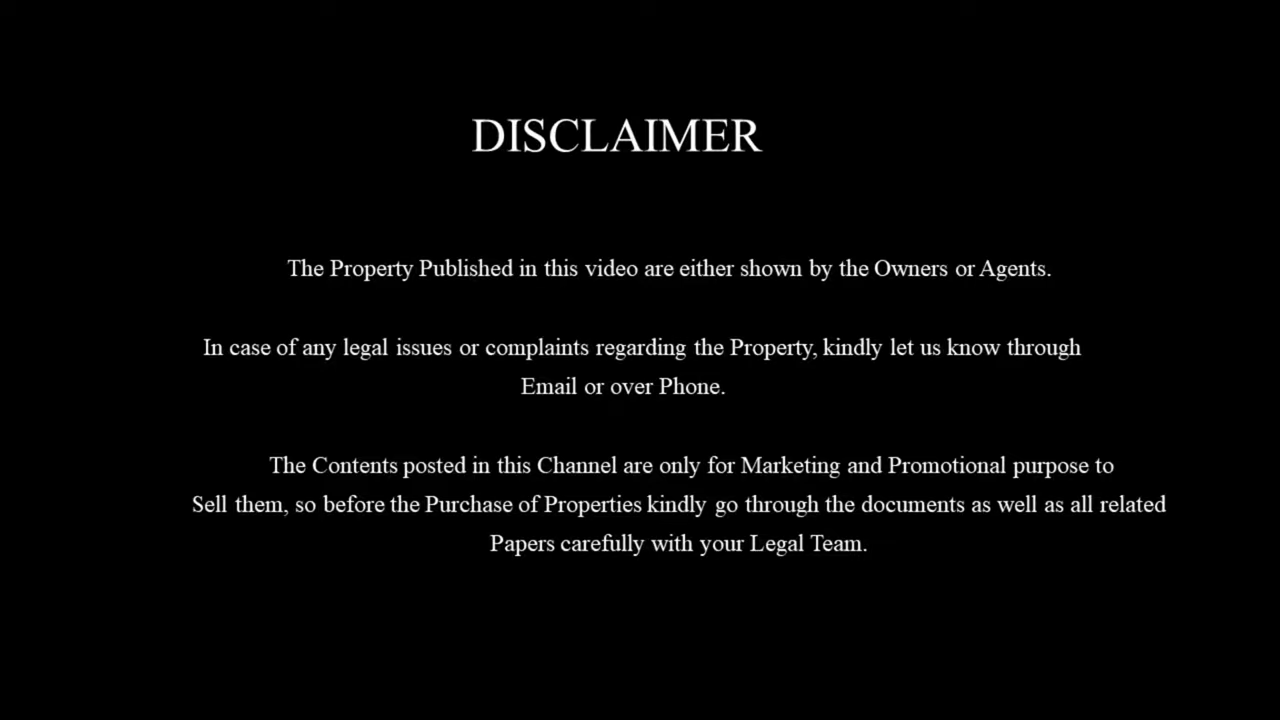 DISCLAIMER
The Property Published in this video are either shown by the Owners or Agents.
In case of any legal issues or complaints regarding the Property, kindly let us know through
Email or over Phone.
The Contents posted in this Channel are only for Marketing and Promotional purpose to
Sell them, so before the Purchase of Properties kindly go through the documents as well as all related
Papers carefully with your Legal Team.